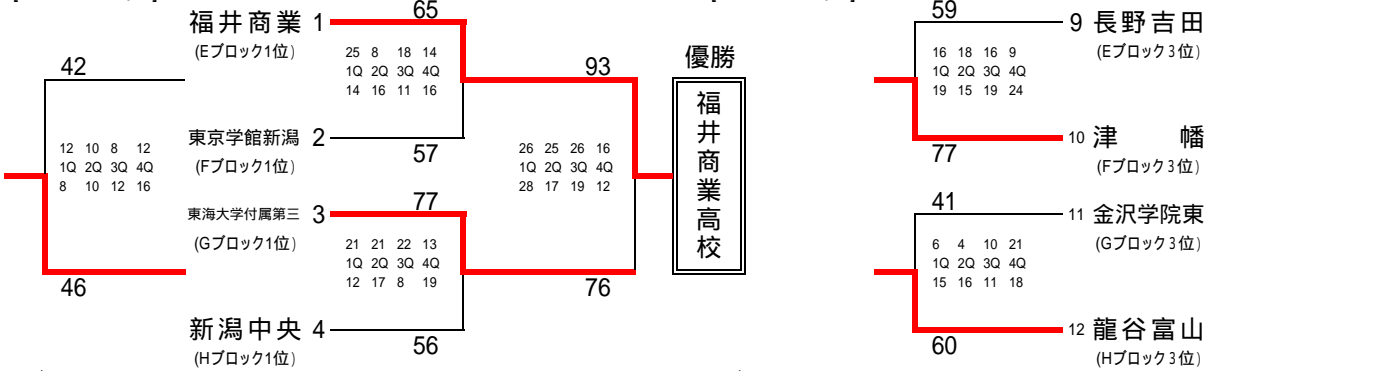 福井商業 1
(Eブロック1位)
65
25 8 18 14
1Q 2Q 3Q 4Q
14 16 11 16
東京学館新潟 2
(Fブロック1位)
57
42
12 10 8 12
1Q 2Q 3Q 4Q
8 10 12 16
46
東海大学付属第三 3
(Gブロック1位)
77
21 21 22 13
1Q 2Q 3Q 4Q
12 17 8 19
新潟中央 4
(Hブロック1位)
56
93
26 25 26 16
1Q 2Q 3Q 4Q
28 17 19 12
76
優勝
福井商業高校
59
9 長野吉田
(Eブロック3位)
16 18 16 9
1Q 2Q 3Q 4Q
19 15 19 24
77
10 津 幡
(Fブロック3位)
41
11 金沢学院東
(Gブロック3位)
6 4 10 21
1Q 2Q 3Q 4Q
15 16 11 18
60
12 龍谷富山
(Hブロック3位)